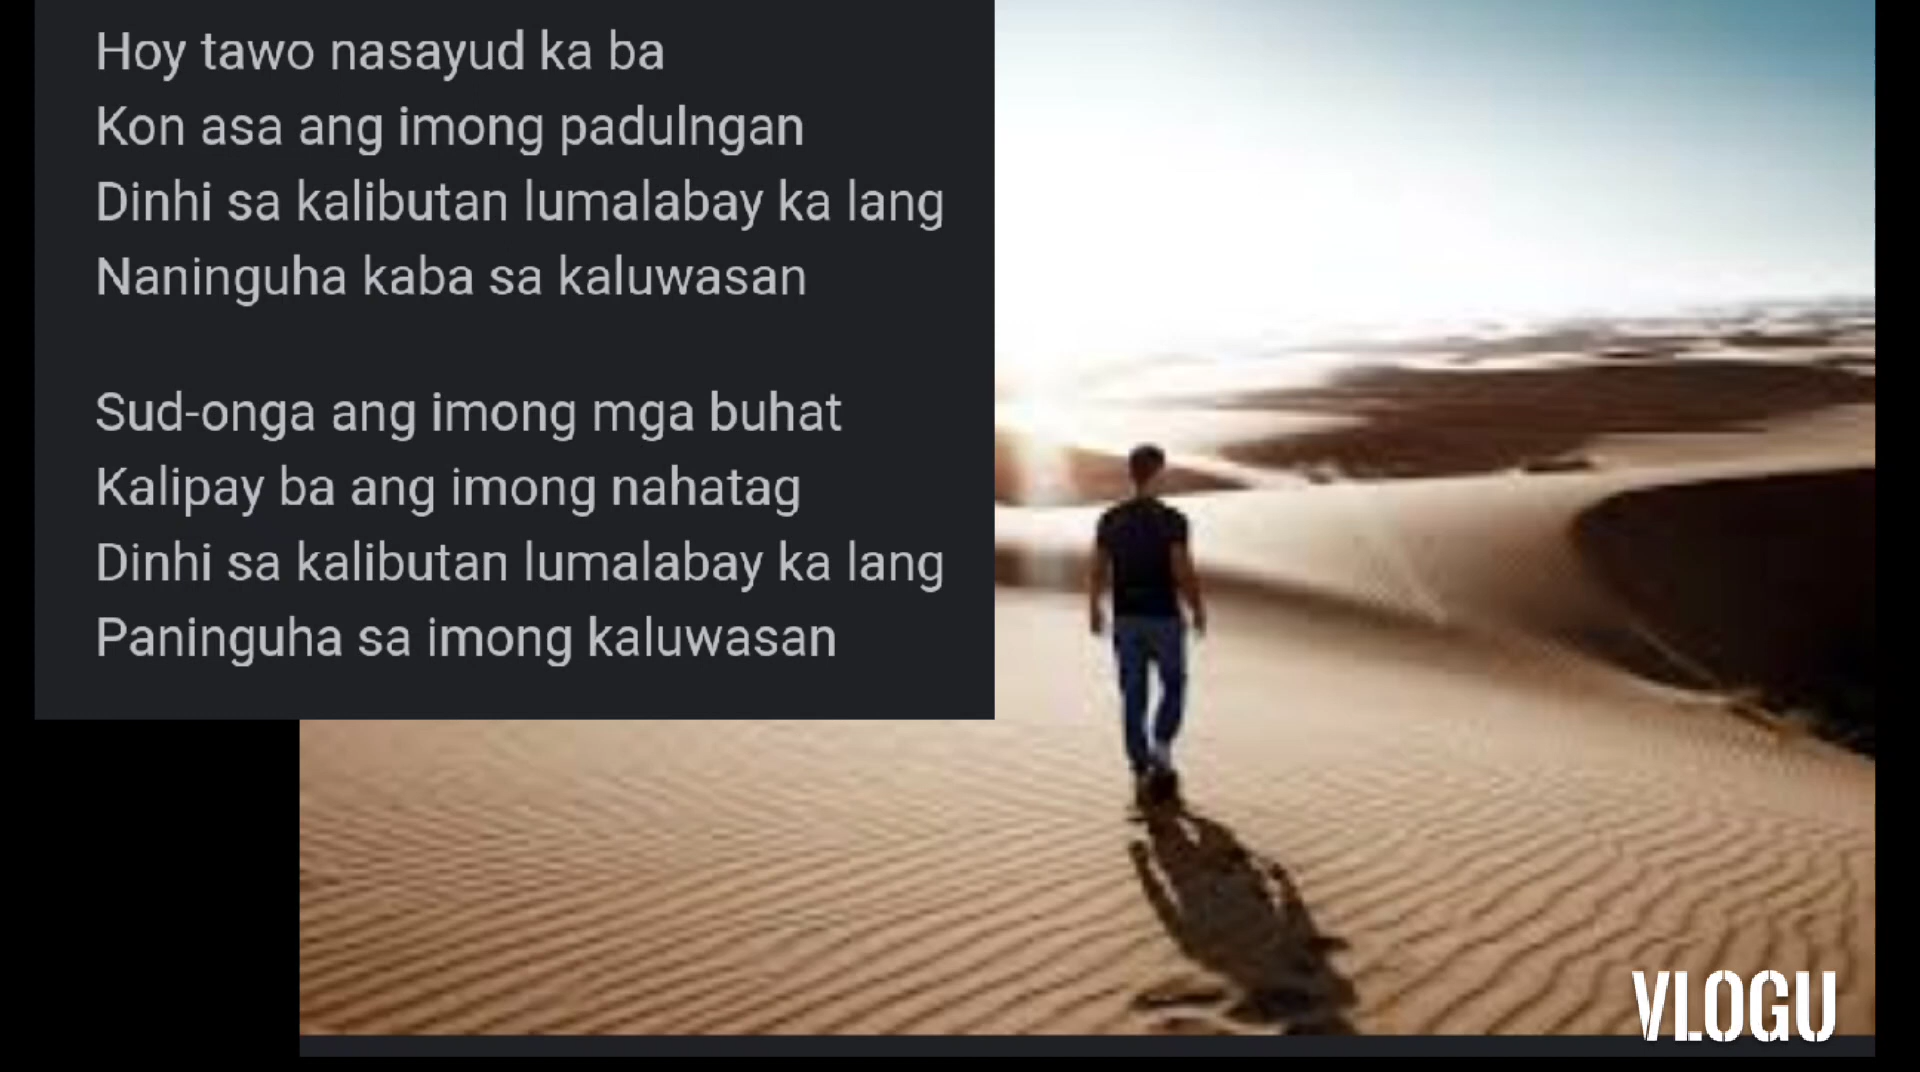 Hoy tawo nasayud ka ba
Kon asa ang imong padulngan
Dinhi sa kalibutan lumalabay ka lang
Naninguha kaba sa kaluwasan
Sud-onga ang imong mga buhat
Kalipay ba ang imong nahatag
Dinhi sa kalibutan lumalabay ka lang
Paninguha sa imong kaluwasan
VLOGU